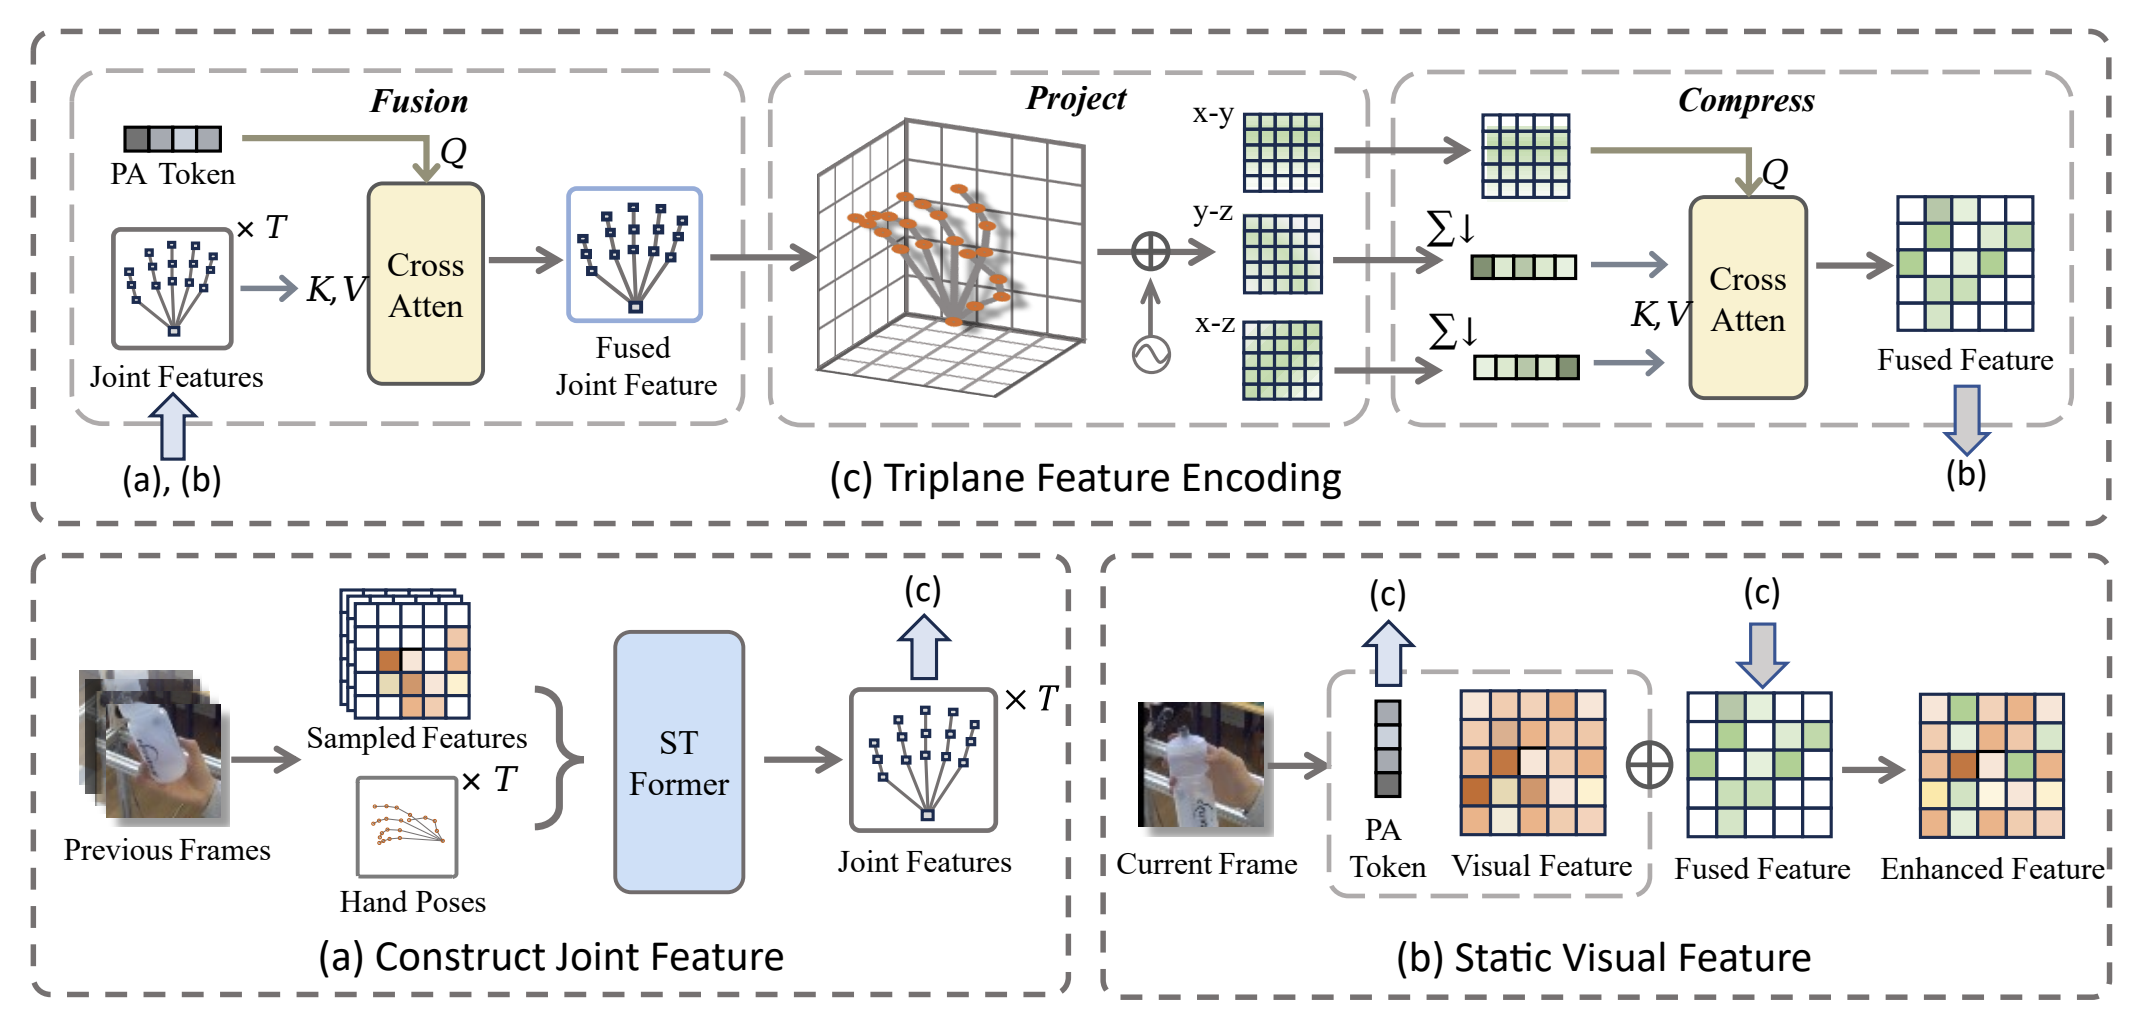 Fusion
PA Token
Q
× T
K, V
Cross
Atten
Joint Features
Fused
Joint Feature
(a), (b)
Project
x-y
y-z
x-z
Compress
∑↓
∑↓
Q
K, V
Cross
Atten
Fused Feature
(b)
(c) Triplane Feature Encoding
Previous Frames
Sampled Features
× T
Hand Poses
ST
Former
(c)
× T
Joint Features
(a) Construct Joint Feature
Current Frame
(c)
PA
Token
Visual Feature
(c)
Fused Feature
Enhanced Feature
(b) Static Visual Feature